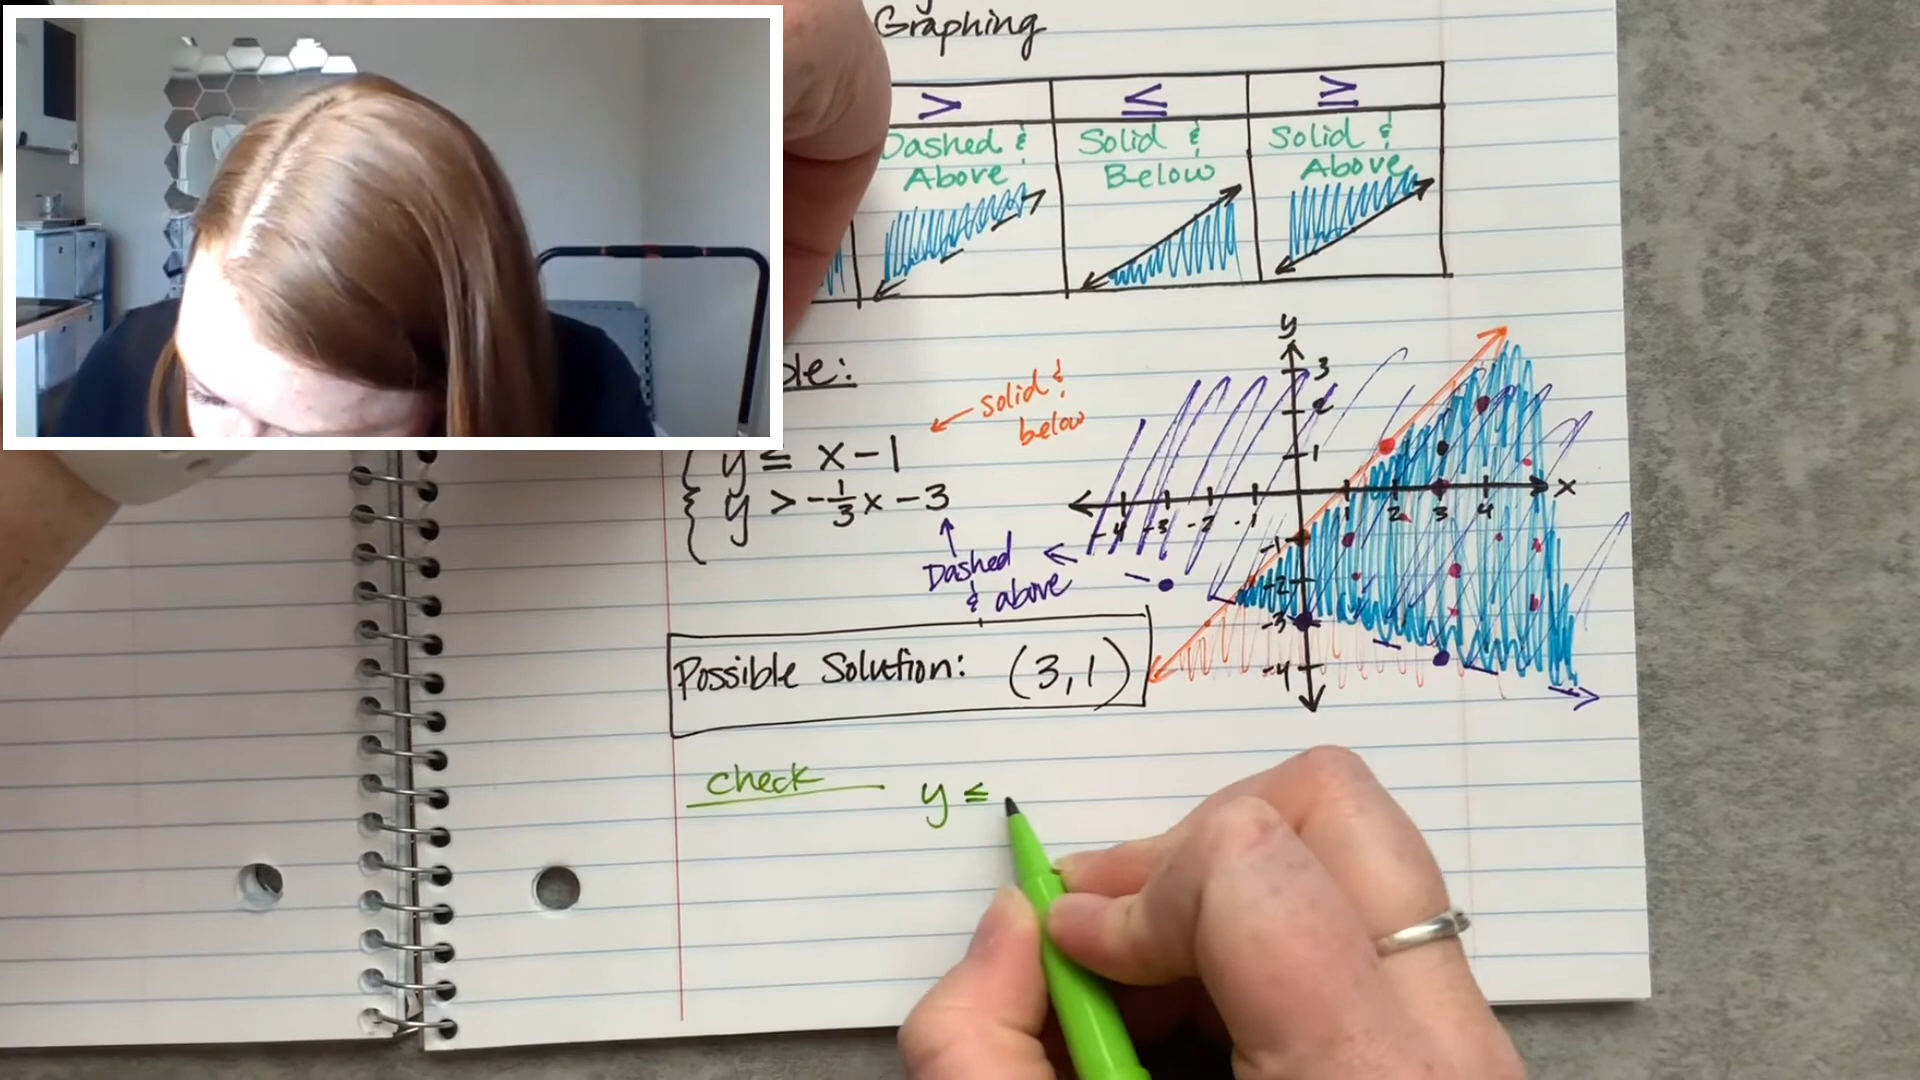 Graphing
> ≤ ≥
Dashed & Above
Solid & Below
Solid & Above
ple:
solid &
below
y ≤ x-1
y > -1/3x -3
Dashed
& above
Possible Solution: (3,1)
check y ≤
y
3
2
1
-4 -3 -2 -1 1 2 3 4 x
-1
-2
-3
-4